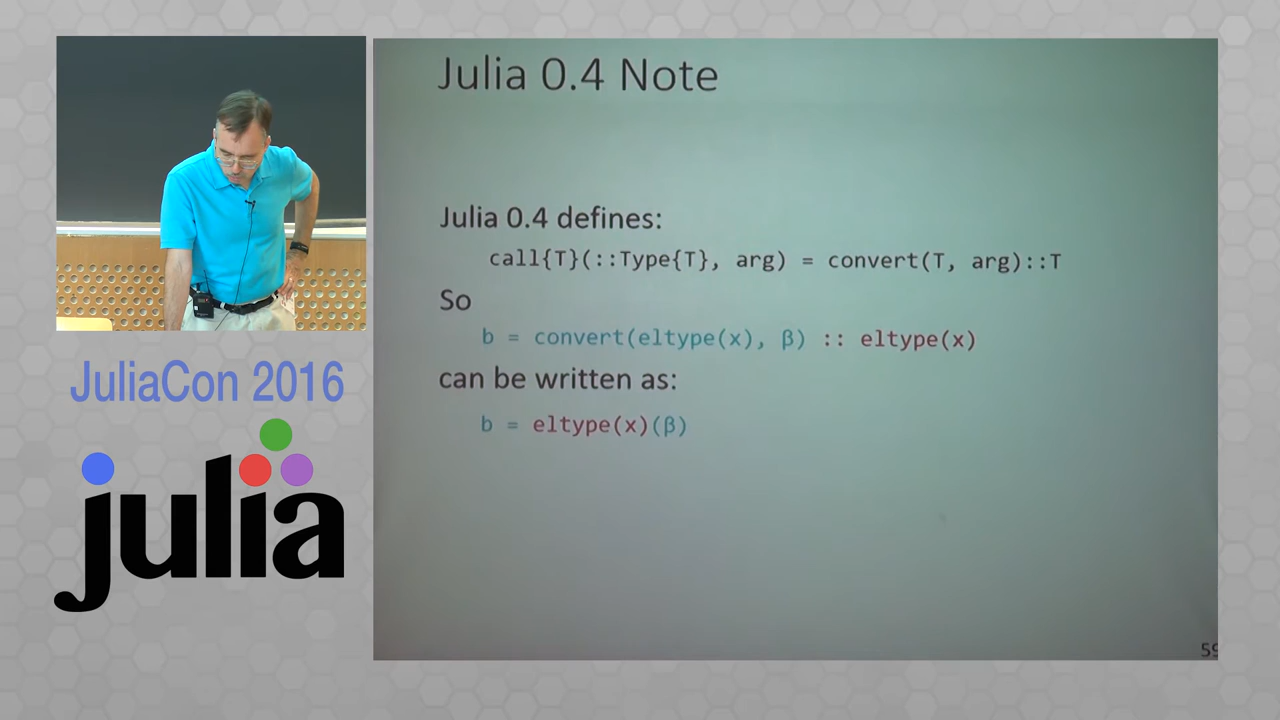 Julia 0.4 Note
Julia 0.4 defines:
call{T}(::Type{T}, arg) = convert(T, arg)::T
So
b = convert(eltype(x), β) :: eltype(x)
can be written as:
b = eltype(x)(β)
59
JuliaCon 2016
julia